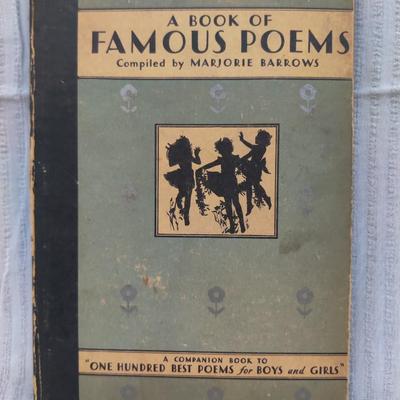 A BOOK OF
FAMOUS POEMS
Compiled by MARJORIE BARROWS
A COMPANION BOOK TO
"ONE HUNDRED BEST POEMS for BOYS and GIRLS"